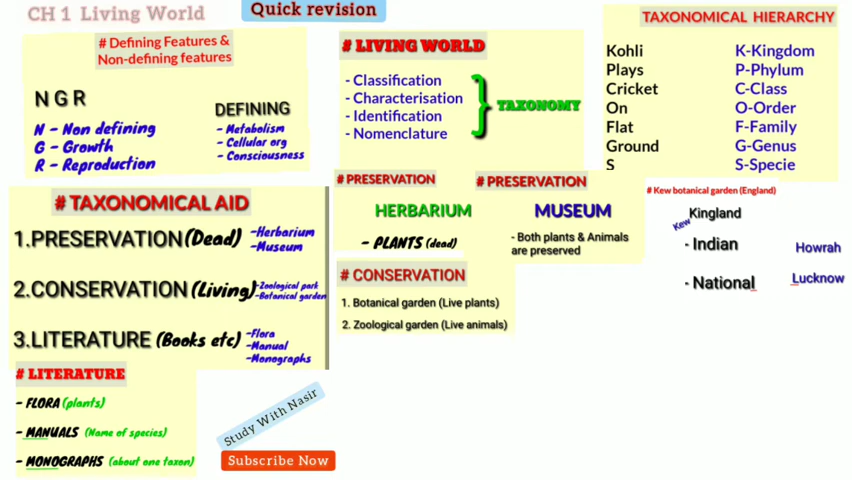 CH 1 Living World
Quick revision
# Defining Features &
Non-defining features
N G R
N - Non defining
G - Growth
R - Reproduction
DEFINING
- Metabolism
- Cellular org
- Consciousness
# LIVING WORLD
- Classification
- Characterisation
- Identification
- Nomenclature
TAXONOMY
TAXONOMICAL HIERARCHY
Kohli K-Kingdom
Plays P-Phylum
Cricket C-Class
On O-Order
Flat F-Family
Ground G-Genus
S S-Specie
# TAXONOMICAL AID
1.PRESERVATION (Dead) -Herbarium
-Museum
2.CONSERVATION (Living) -Zoological park
-Botanical garden
3.LITERATURE (Books etc) -Flora
-Manual
-Monographs
# PRESERVATION
HERBARIUM
- PLANTS (dead)
# PRESERVATION
MUSEUM
- Both plants & Animals
are preserved
# Kew botanical garden (England)
Kingland
Kew
- Indian Howrah
- National Lucknow
# CONSERVATION
1. Botanical garden (Live plants)
2. Zoological garden (Live animals)
# LITERATURE
- FLORA (plants)
- MANUALS (Name of species)
- MONOGRAPHS (about one taxon)
Study With Nasir
Subscribe Now